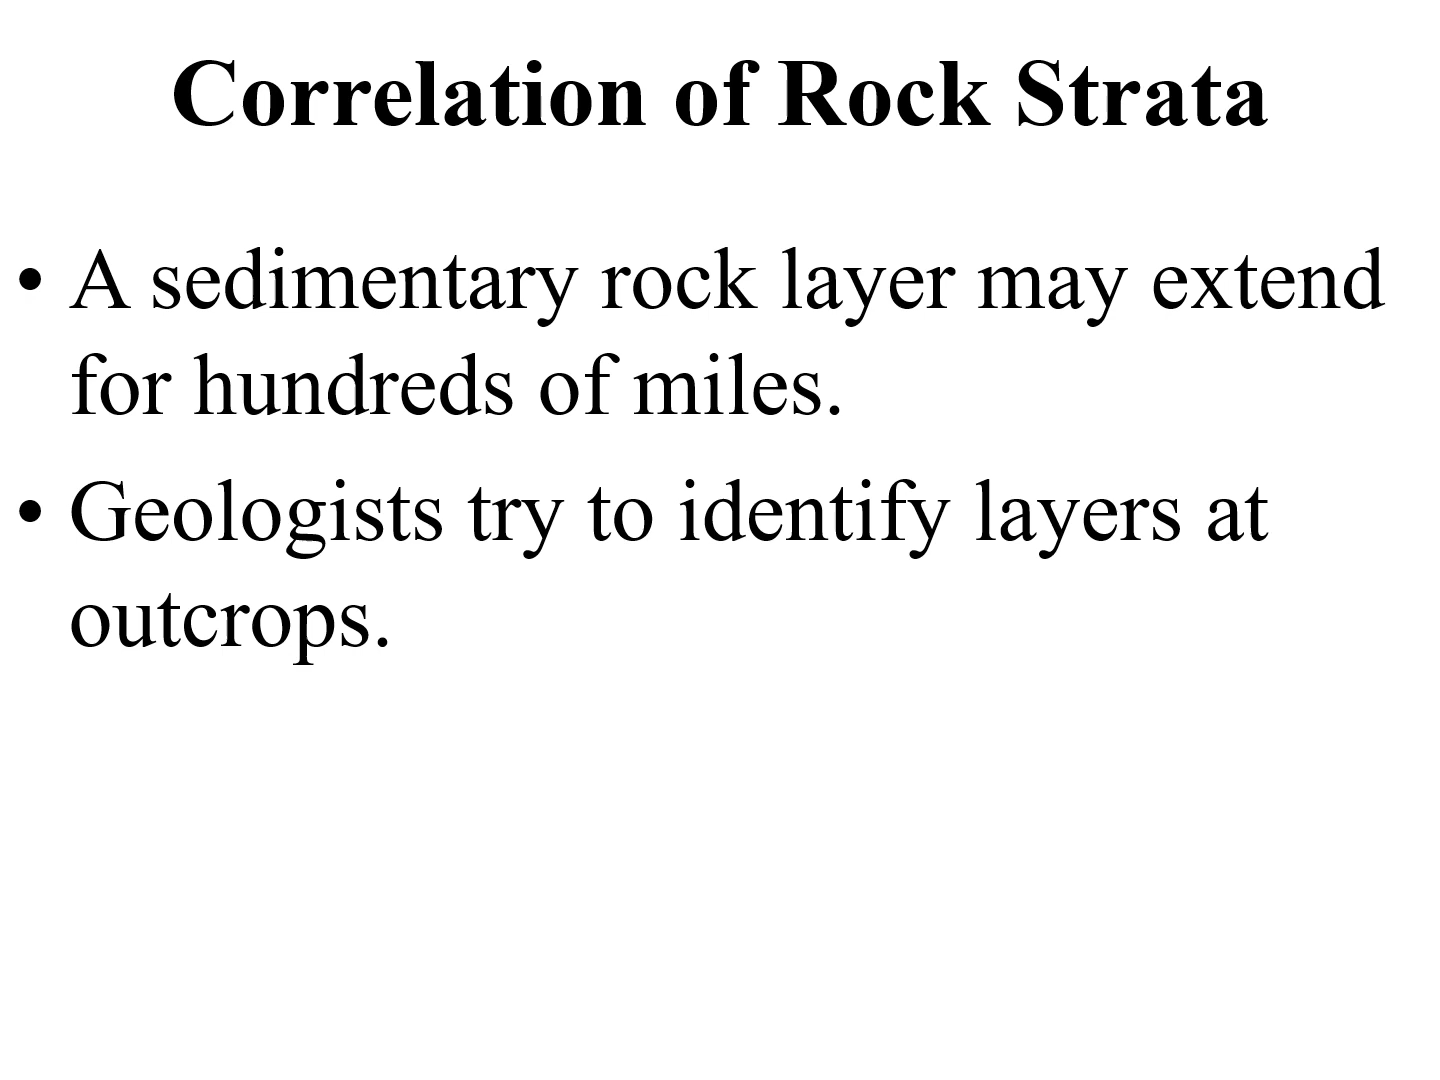 Correlation of Rock Strata
• A sedimentary rock layer may extend
for hundreds of miles.
• Geologists try to identify layers at
outcrops.